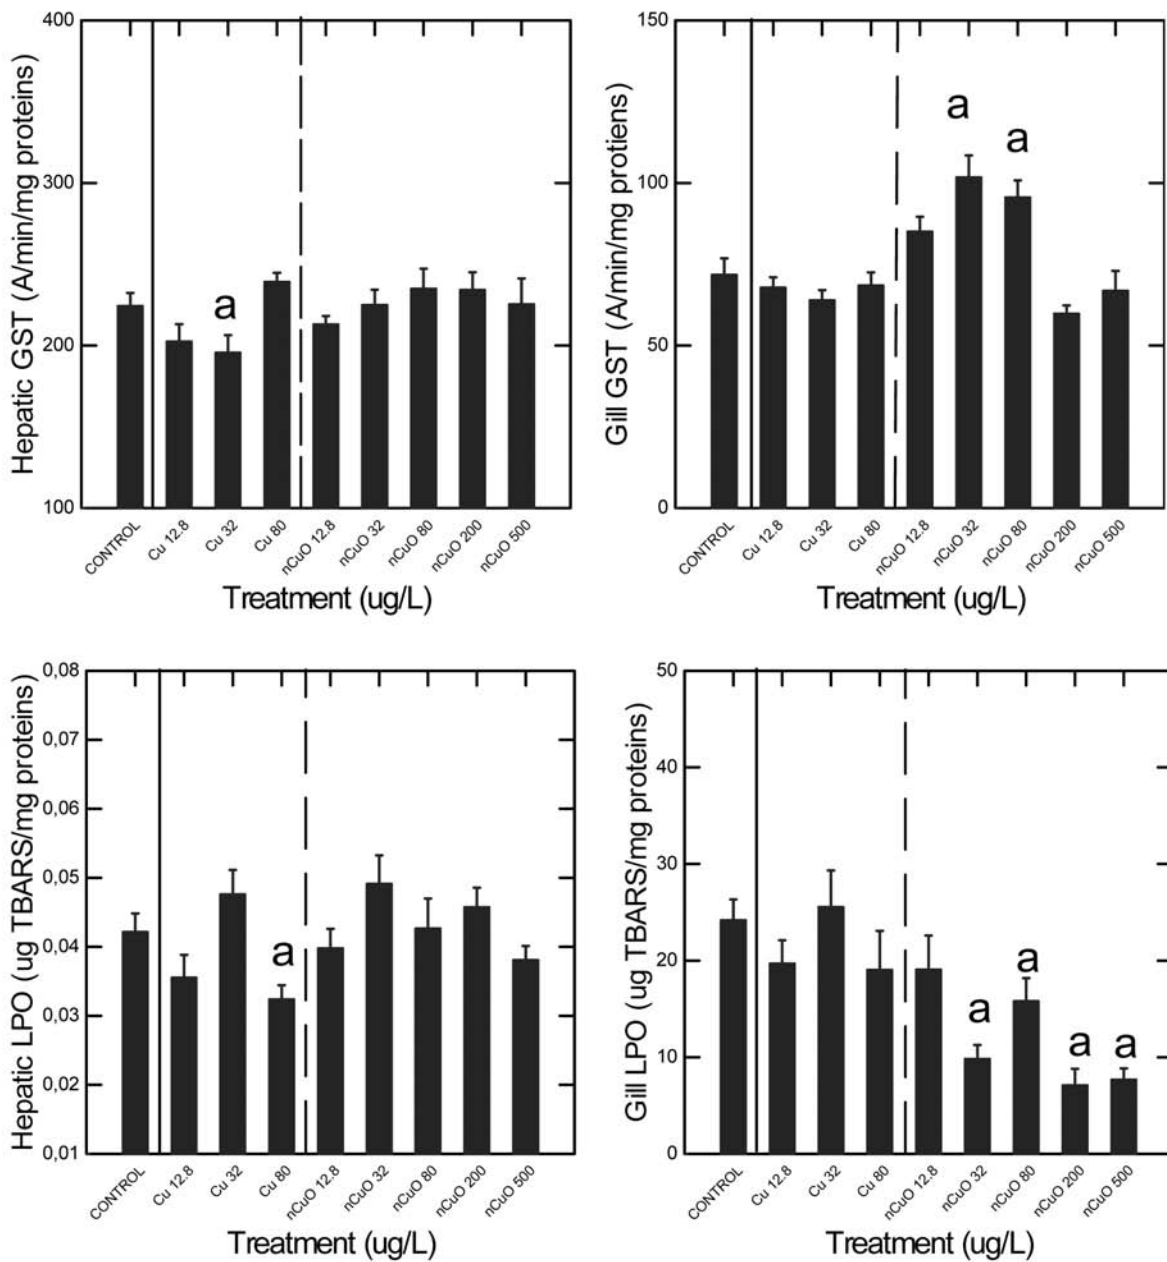 Hepatic GST (A/min/mg proteins)
400
300
200
100
a
CONTROL
Cu 12.8
Cu 32
Cu 80
nCuO 12.8
nCuO 32
nCuO 80
nCuO 200
nCuO 500
Treatment (ug/L)
Gill GST (A/min/mg protiens)
150
100
50
0
a
a
CONTROL
Cu 12.8
Cu 32
Cu 80
nCuO 12.8
nCuO 32
nCuO 80
nCuO 200
nCuO 500
Treatment (ug/L)
Hepatic LPO (ug TBARS/mg proteins)
0,08
0,07
0,06
0,05
0,04
0,03
0,02
0,01
a
CONTROL
Cu 12.8
Cu 32
Cu 80
nCuO 12.8
nCuO 32
nCuO 80
nCuO 200
nCuO 500
Treatment (ug/L)
Gill LPO (ug TBARS/mg proteins)
50
40
30
20
10
0
a
a
a
a
CONTROL
Cu 12.8
Cu 32
Cu 80
nCuO 12.8
nCuO 32
nCuO 80
nCuO 200
nCuO 500
Treatment (ug/L)